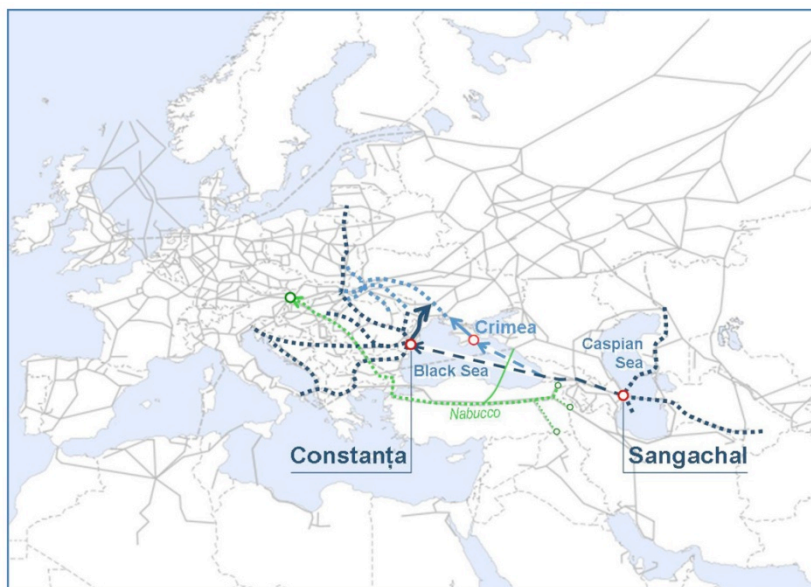 Crimea
Caspian
Sea
Black Sea
Nabucco
Constanța
Sangachal